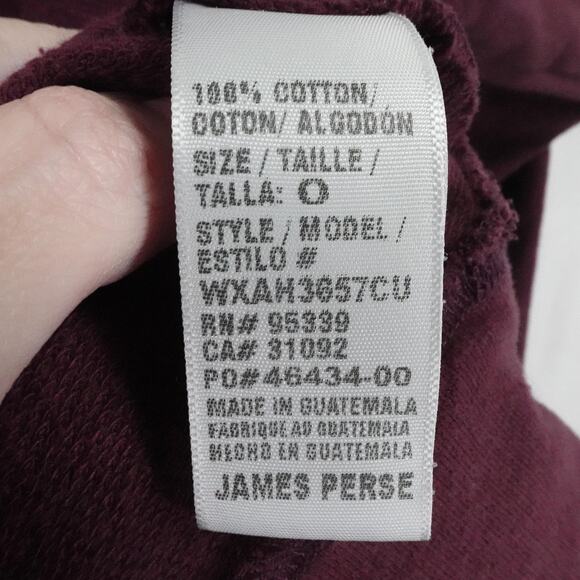 100% COTTON/
COTON/ ALGODÓN
SIZE / TAILLE /
TALLA: 0
STYLE / MODEL /
ESTILO #
WXAH3657CU
RN# 95339
CA# 31092
PO#46434-00
MADE IN GUATEMALA
FABRIQUE AU GUATEMALA
HECHO EN GUATEMALA
JAMES PERSE